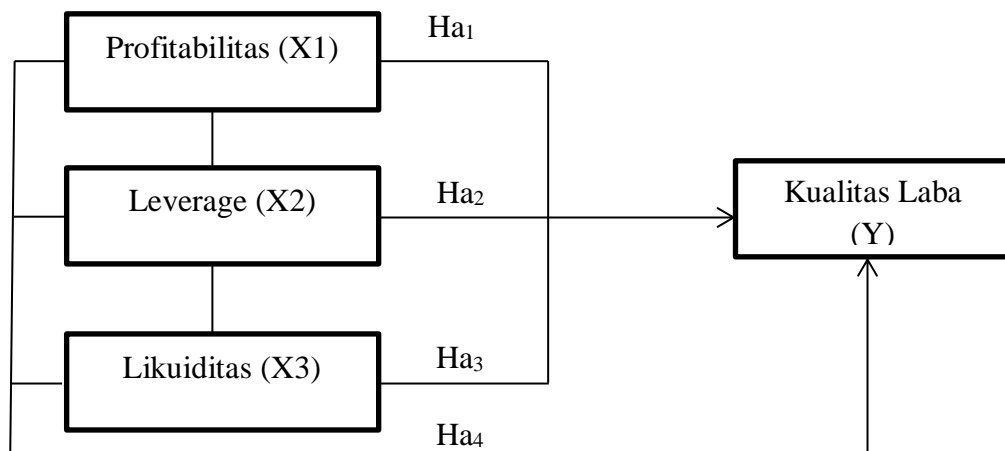 Ha₁
Profitabilitas (X1)
Leverage (X2)
Ha₂
Kualitas Laba
(Y)
Likuiditas (X3)
Ha₃
Ha₄